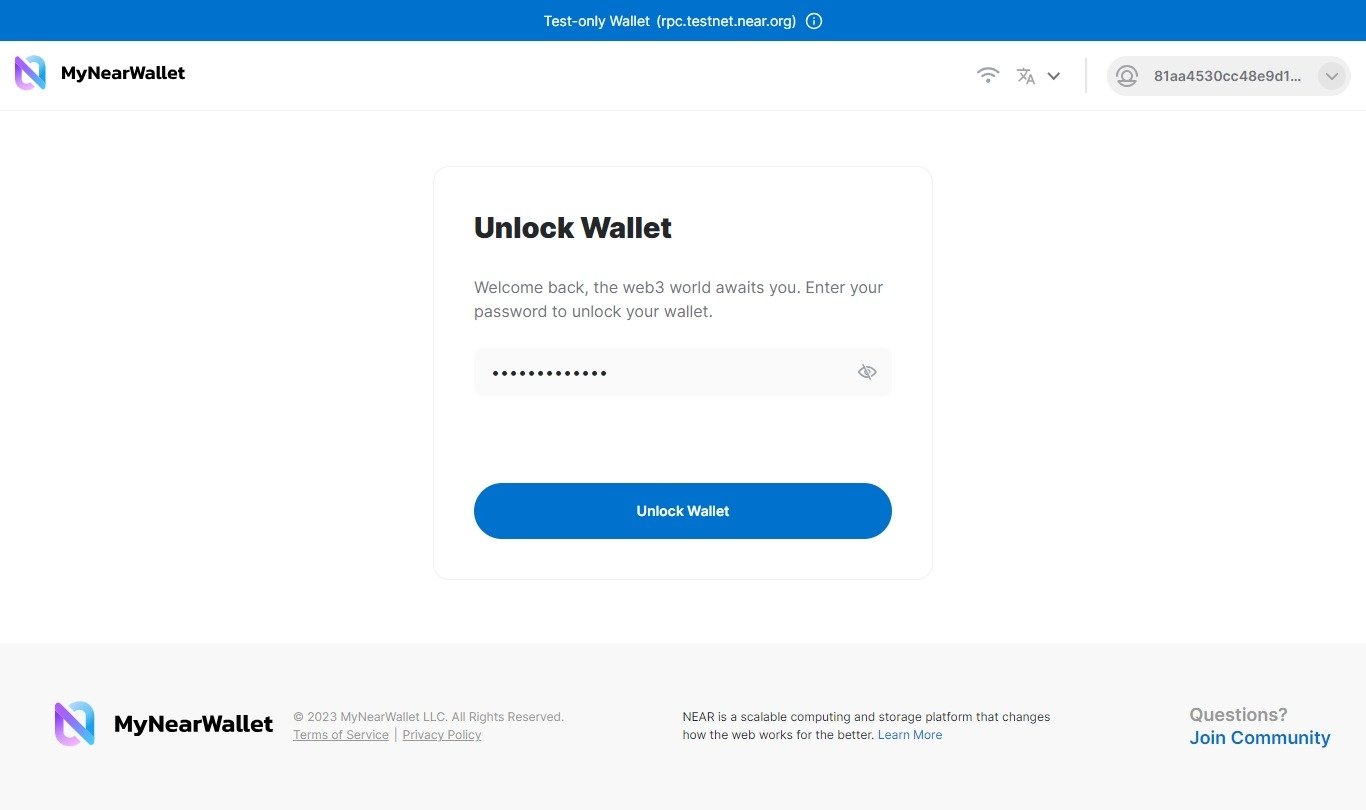 Test-only Wallet (rpc.testnet.near.org)
MyNearWallet
81aa4530cc48e9d1...
Unlock Wallet
Welcome back, the web3 world awaits you. Enter your
password to unlock your wallet.
•••••••••••••
Unlock Wallet
MyNearWallet
© 2023 MyNearWallet LLC. All Rights Reserved.
Terms of Service | Privacy Policy
NEAR is a scalable computing and storage platform that changes
how the web works for the better. Learn More
Questions?
Join Community